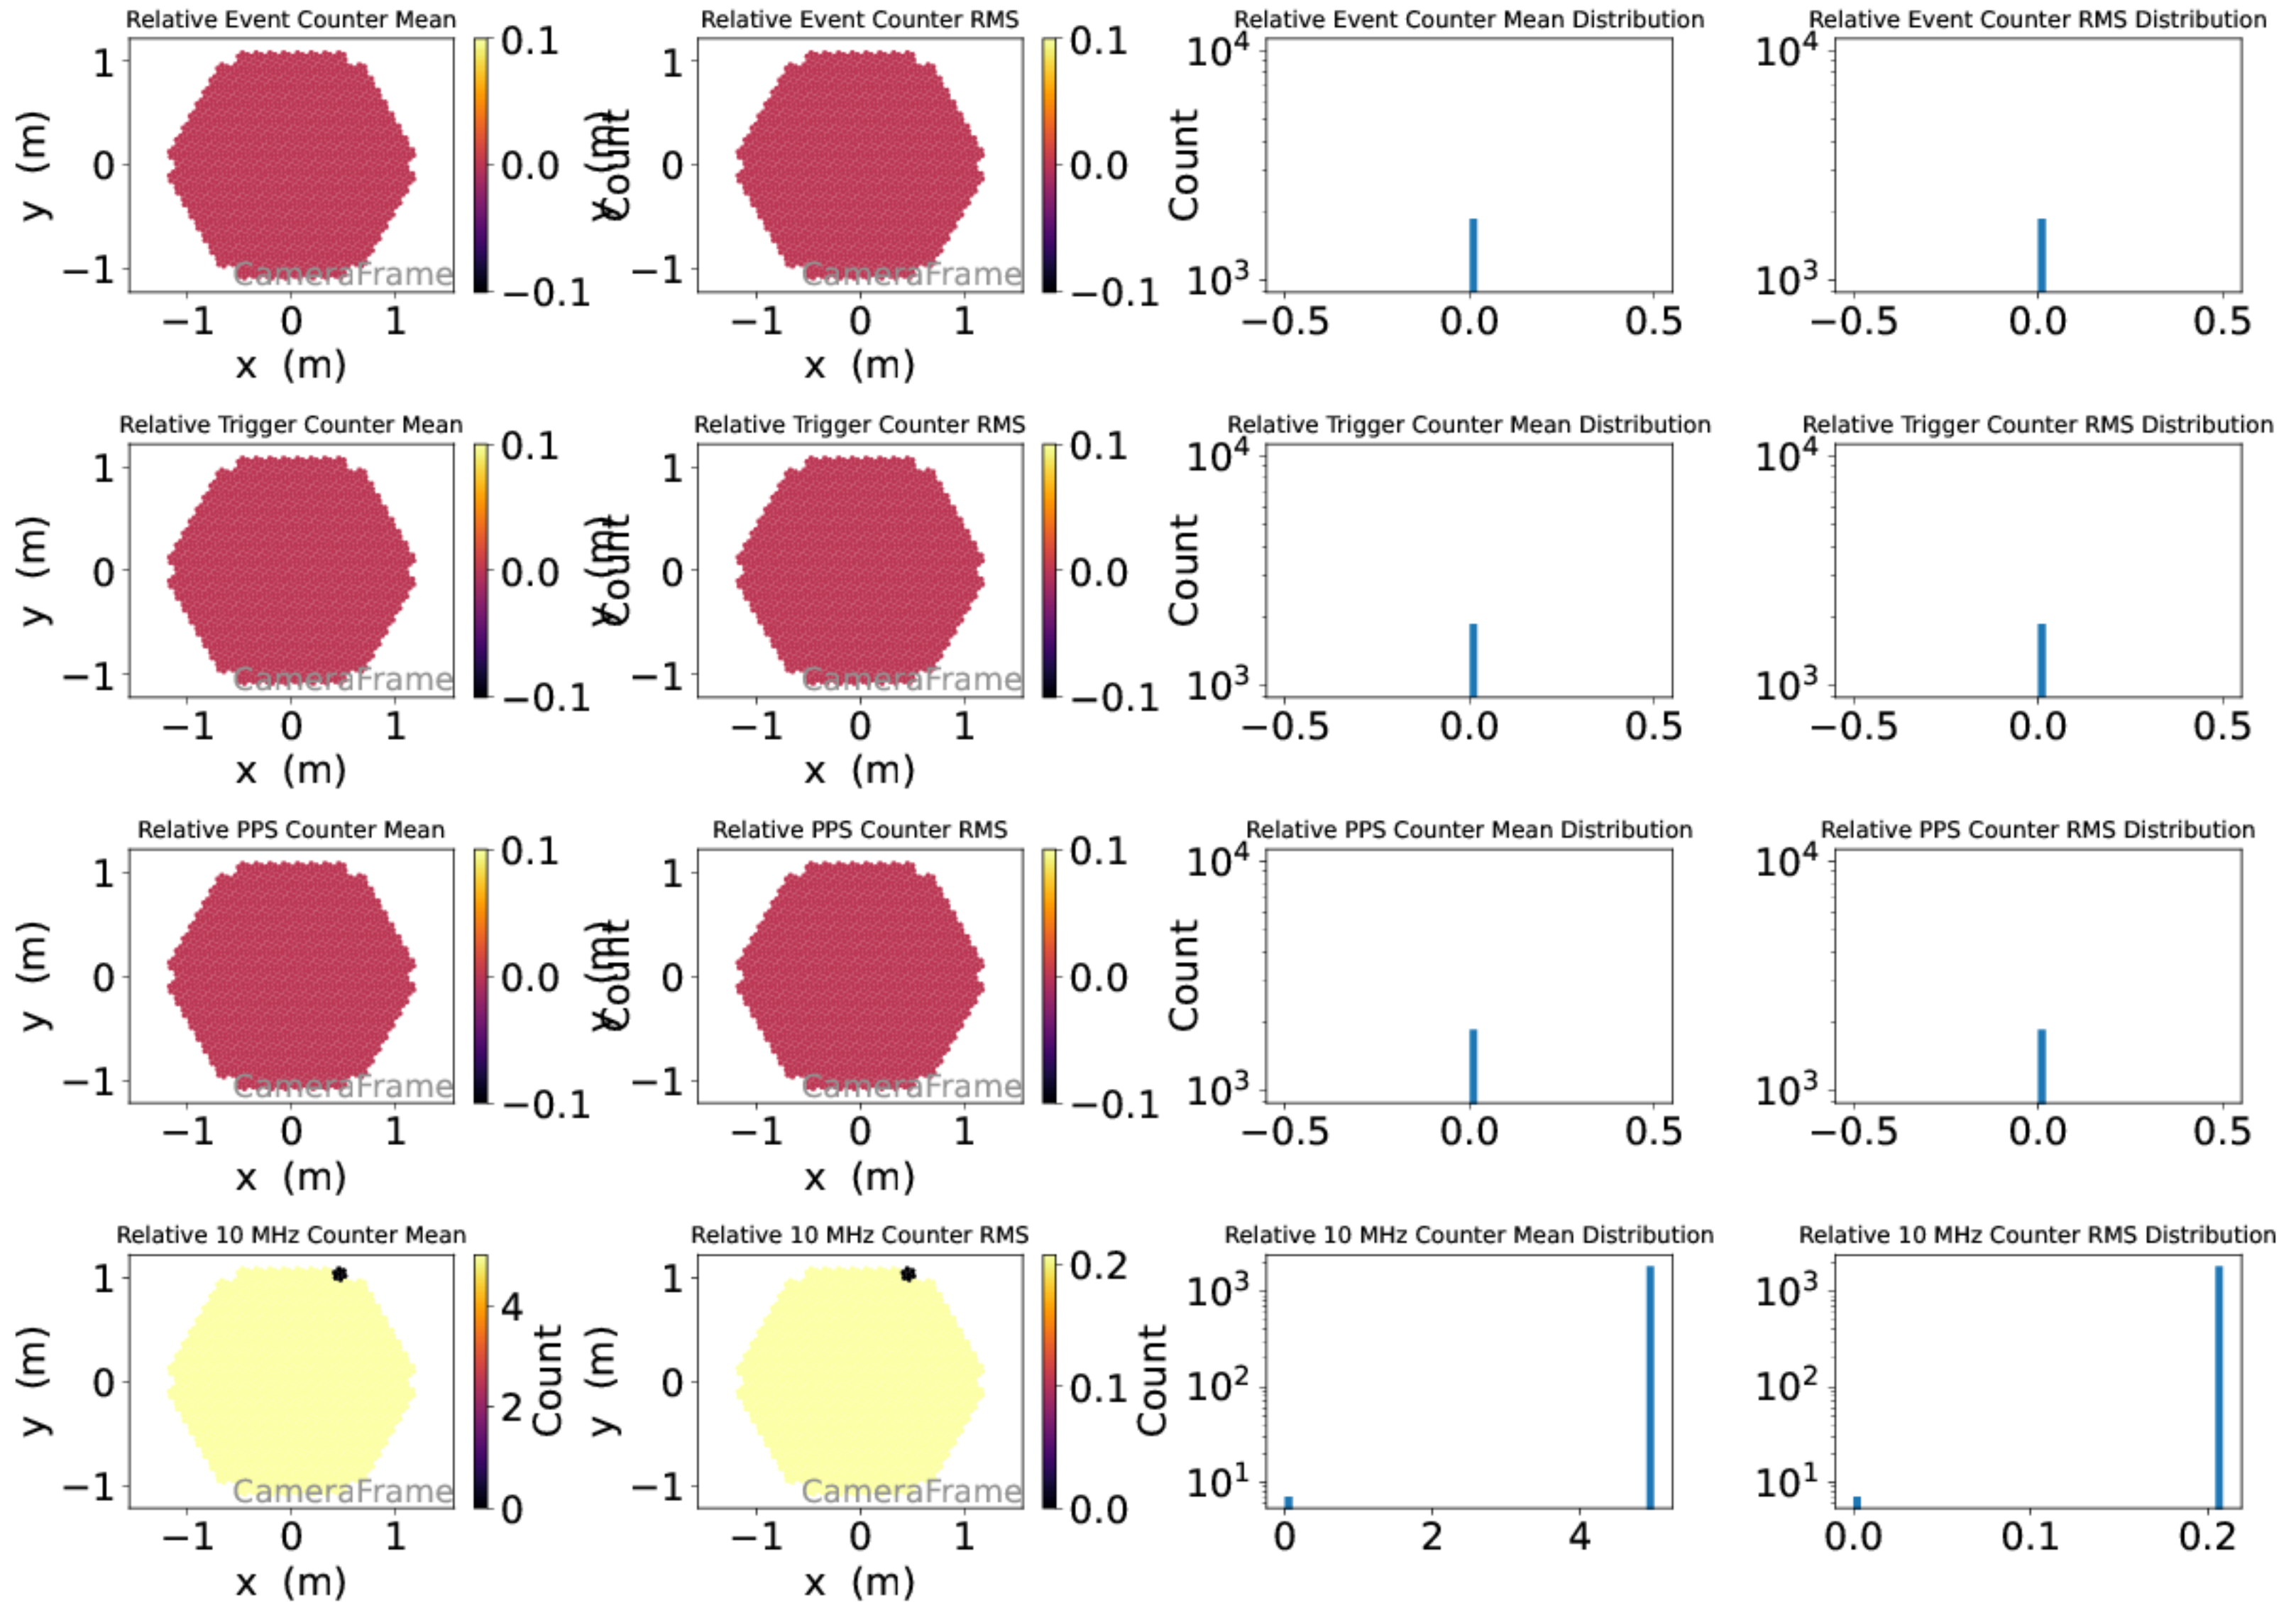 Relative Event Counter Mean
Relative Event Counter RMS
Relative Event Counter Mean Distribution
Relative Event Counter RMS Distribution
y (m)
1
0
−1
−1 0 1
x (m)
CameraFrame
0.1
0.0
−0.1
Count
y (m)
1
0
−1
−1 0 1
x (m)
CameraFrame
0.1
0.0
−0.1
Count
10⁴
10³
−0.5 0.0 0.5
10⁴
10³
−0.5 0.0 0.5
Relative Trigger Counter Mean
Relative Trigger Counter RMS
Relative Trigger Counter Mean Distribution
Relative Trigger Counter RMS Distribution
y (m)
1
0
−1
−1 0 1
x (m)
CameraFrame
0.1
0.0
−0.1
Count
y (m)
1
0
−1
−1 0 1
x (m)
CameraFrame
0.1
0.0
−0.1
Count
10⁴
10³
−0.5 0.0 0.5
10⁴
10³
−0.5 0.0 0.5
Relative PPS Counter Mean
Relative PPS Counter RMS
Relative PPS Counter Mean Distribution
Relative PPS Counter RMS Distribution
y (m)
1
0
−1
−1 0 1
x (m)
CameraFrame
0.1
0.0
−0.1
Count
y (m)
1
0
−1
−1 0 1
x (m)
CameraFrame
0.1
0.0
−0.1
Count
10⁴
10³
−0.5 0.0 0.5
10⁴
10³
−0.5 0.0 0.5
Relative 10 MHz Counter Mean
Relative 10 MHz Counter RMS
Relative 10 MHz Counter Mean Distribution
Relative 10 MHz Counter RMS Distribution
y (m)
1
0
−1
−1 0 1
x (m)
CameraFrame
4
2
0
Count
y (m)
1
0
−1
−1 0 1
x (m)
CameraFrame
0.2
0.1
0.0
Count
10³
10²
10¹
0 2 4
10³
10²
10¹
0.0 0.1 0.2